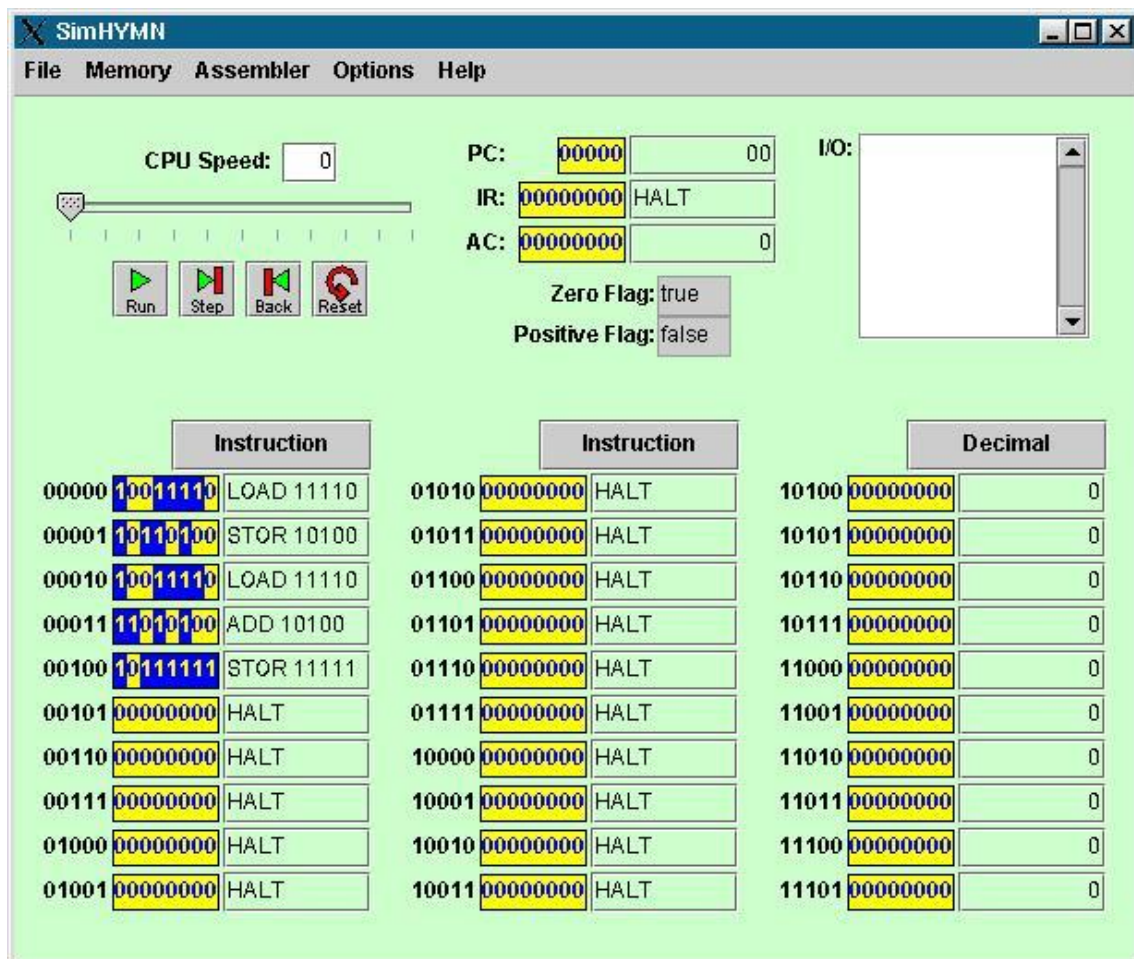 SimHYMN
File Memory Assembler Options Help
CPU Speed: 0
Run Step Back Reset
PC: 00000 00
IR: 00000000 HALT
AC: 00000000 0
Zero Flag: true
Positive Flag: false
I/O:
Instruction Instruction Decimal
00000 10011110 LOAD 11110 01010 00000000 HALT 10100 00000000 0
00001 10110100 STOR 10100 01011 00000000 HALT 10101 00000000 0
00010 10011110 LOAD 11110 01100 00000000 HALT 10110 00000000 0
00011 11010100 ADD 10100 01101 00000000 HALT 10111 00000000 0
00100 10111111 STOR 11111 01110 00000000 HALT 11000 00000000 0
00101 00000000 HALT 01111 00000000 HALT 11001 00000000 0
00110 00000000 HALT 10000 00000000 HALT 11010 00000000 0
00111 00000000 HALT 10001 00000000 HALT 11011 00000000 0
01000 00000000 HALT 10010 00000000 HALT 11100 00000000 0
01001 00000000 HALT 10011 00000000 HALT 11101 00000000 0